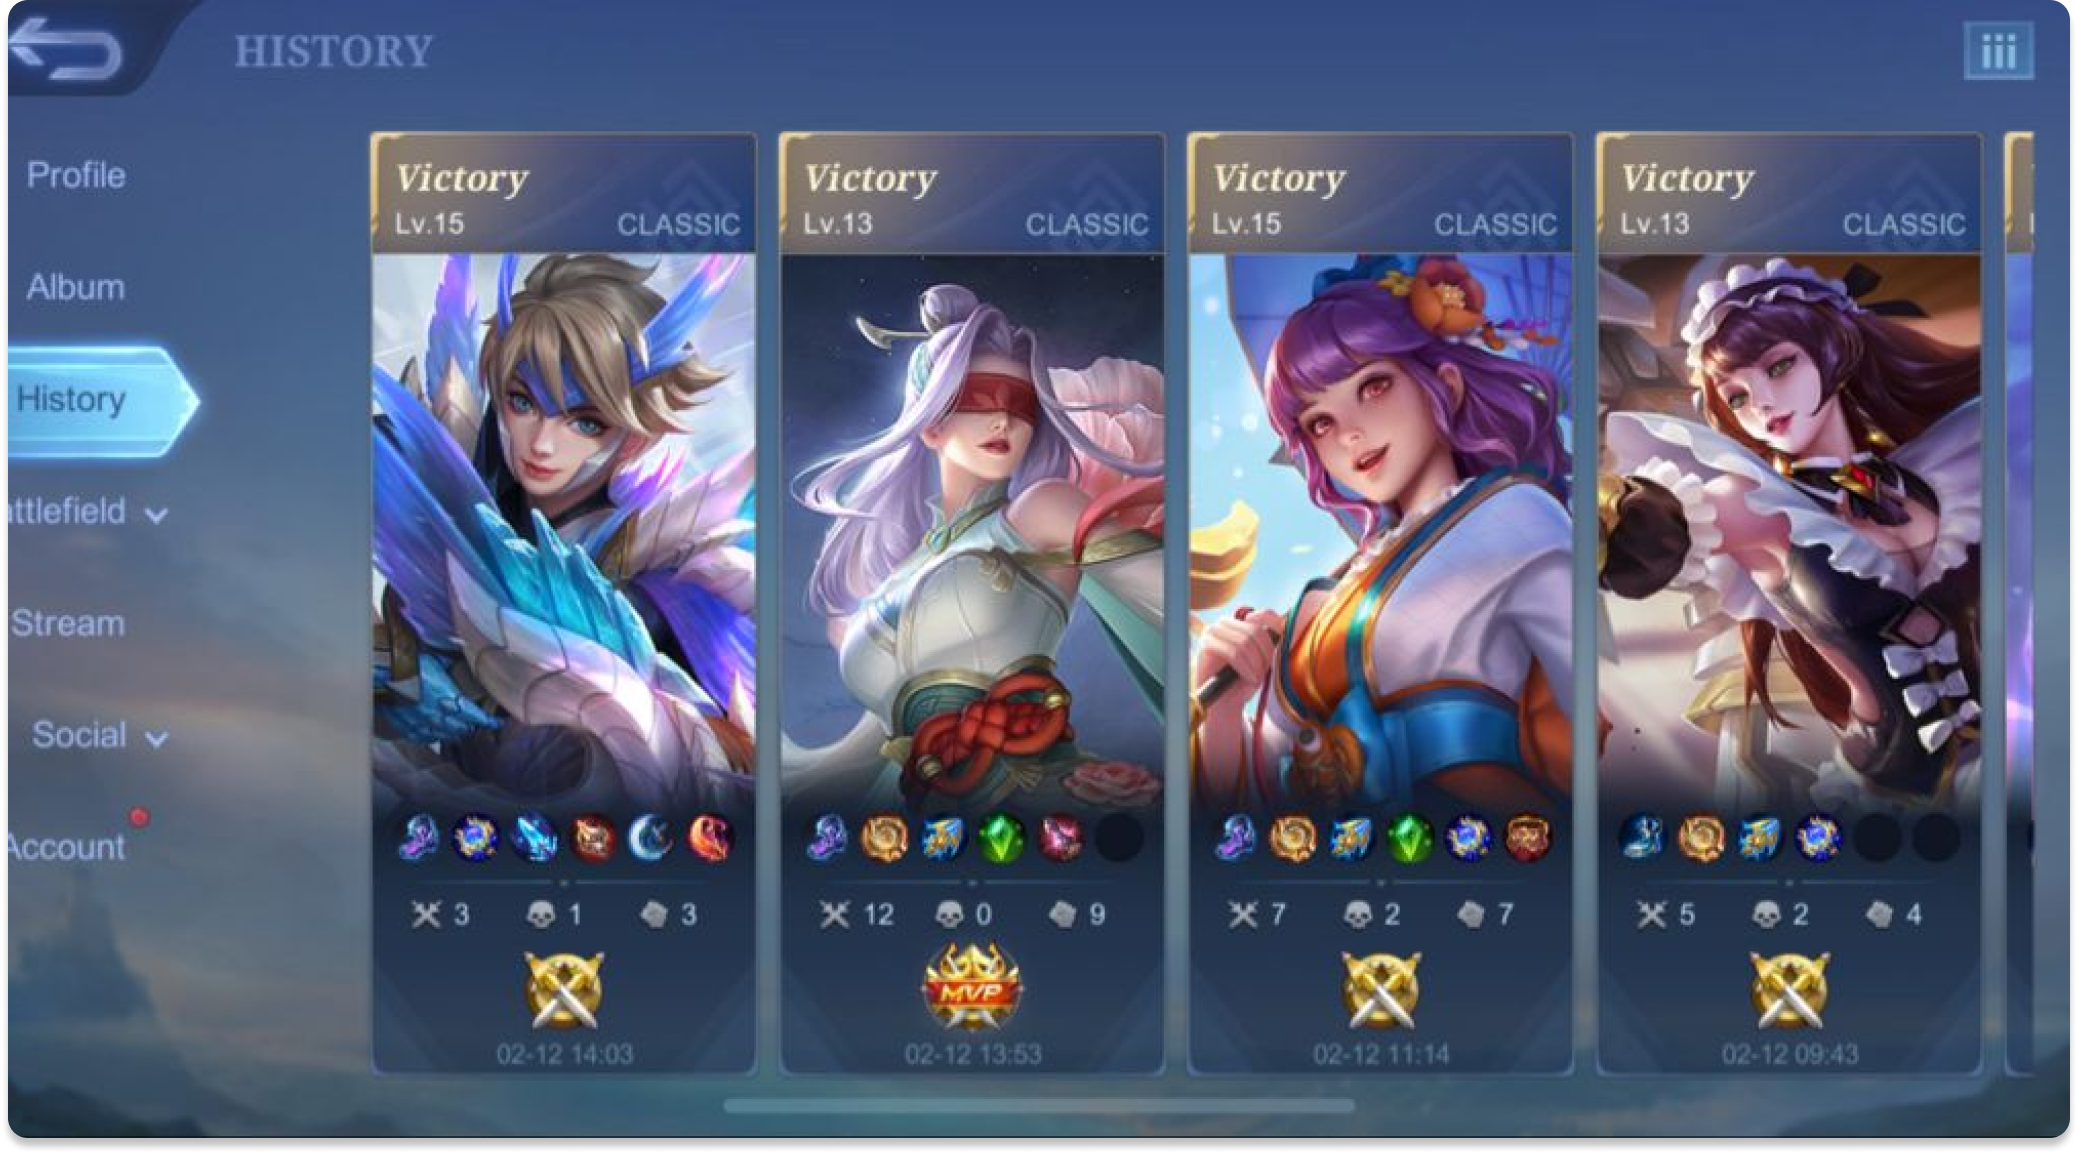 HISTORY
Profile
Album
History
attlefield
Stream
Social
Account
Victory
Lv.15 CLASSIC
3 1 3
02-12 14:03
Victory
Lv.13 CLASSIC
12 0 9
MVP
02-12 13:53
Victory
Lv.15 CLASSIC
7 2 7
02-12 11:14
Victory
Lv.13 CLASSIC
5 2 4
02-12 09:43